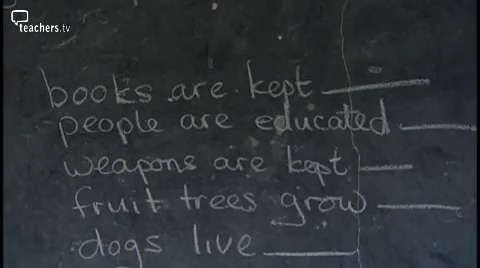 teachers.tv
books are kept
people are educated
weapons are kept
fruit trees grow
dogs live